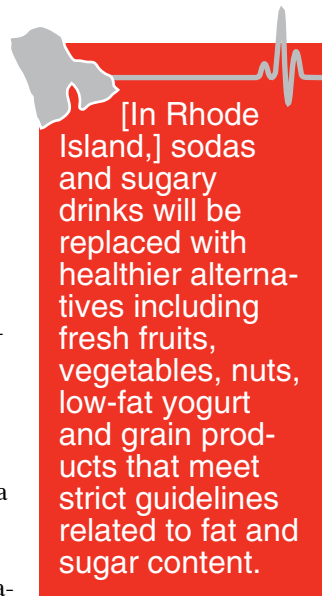 [In Rhode
Island,] sodas
and sugary
drinks will be
replaced with
healthier alterna-
tives including
fresh fruits,
vegetables, nuts,
low-fat yogurt
and grain prod-
ucts that meet
strict guidelines
related to fat and
sugar content.
-
a
a-